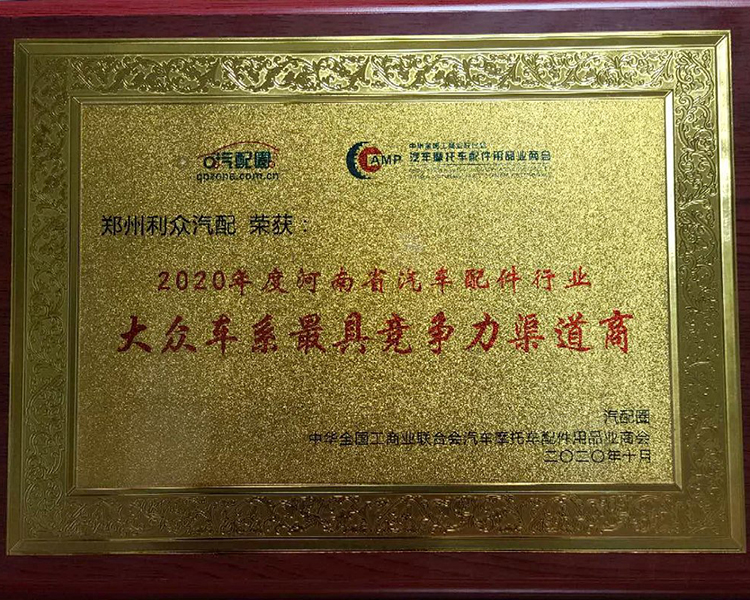 汽配圈
qpzone.com.cn
CAMP
中华全国工商业联合会
汽车摩托车配件用品业商会
郑州利众汽配 荣获：
2020年度河南省汽车配件行业
大众车系最具竞争力渠道商
汽配圈
中华全国工商业联合会汽车摩托车配件用品业商会
二〇二〇年十月